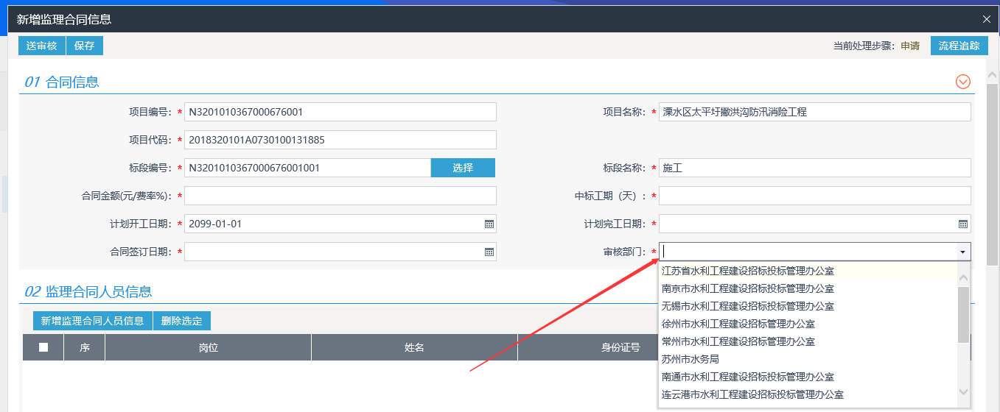 新增监理合同信息
送审核 保存 当前处理步骤：申请 流程追踪
01 合同信息
项目编号：* N3201010367000676001 项目名称：* 溧水区太平圩撇洪沟防汛消险工程
项目代码：* 2018320101A0730100131885
标段编号：* N3201010367000676001001 选择 标段名称：* 施工
合同金额(元/费率%)：* 中标工期（天）：*
计划开工日期：* 2099-01-01 计划完工日期：*
合同签订日期：* 审核部门：*
江苏省水利工程建设招标投标管理办公室
南京市水利工程建设招标投标管理办公室
无锡市水利工程建设招标投标管理办公室
徐州市水利工程建设招标管理办公室
常州市水利工程建设招标管理办公室
苏州市水务局
南通市水利工程建设招标投标管理办公室
连云港市水利工程建设招标投标管理办公室
02 监理合同人员信息
新增监理合同人员信息 删除选定
序 岗位 姓名 身份证号